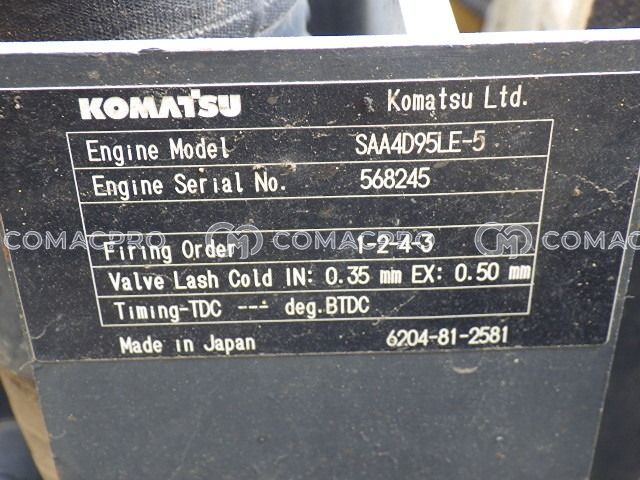 KOMATSU Komatsu Ltd.
Engine Model SAA4D95LE-5
Engine Serial No. 568245
COMACPRO COMACPRO COMAC
Firing Order 1-2-4-3
Valve Lash Cold IN: 0.35 mm EX: 0.50 mm
Timing-TDC --- deg.BTDC
Made in Japan 6204-81-2581